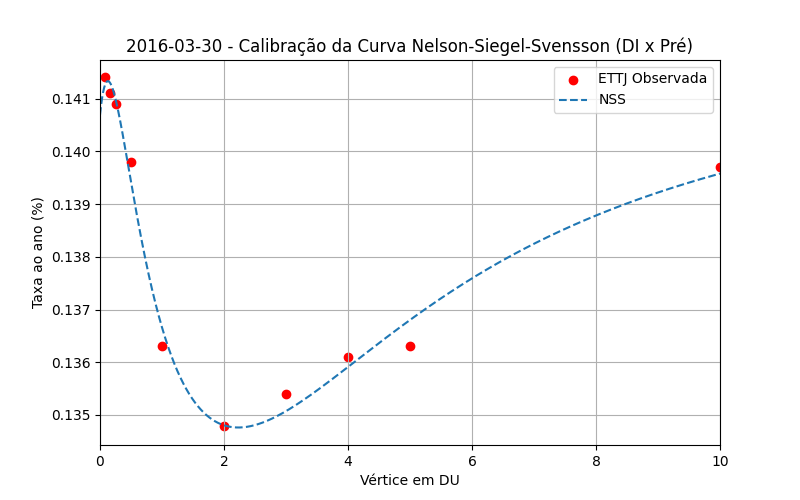 2016-03-30 - Calibração da Curva Nelson-Siegel-Svensson (DI x Pré)
ETTJ Observada
NSS
Taxa ao ano (%)
0.141
0.140
0.139
0.138
0.137
0.136
0.135
0 2 4 6 8 10
Vértice em DU